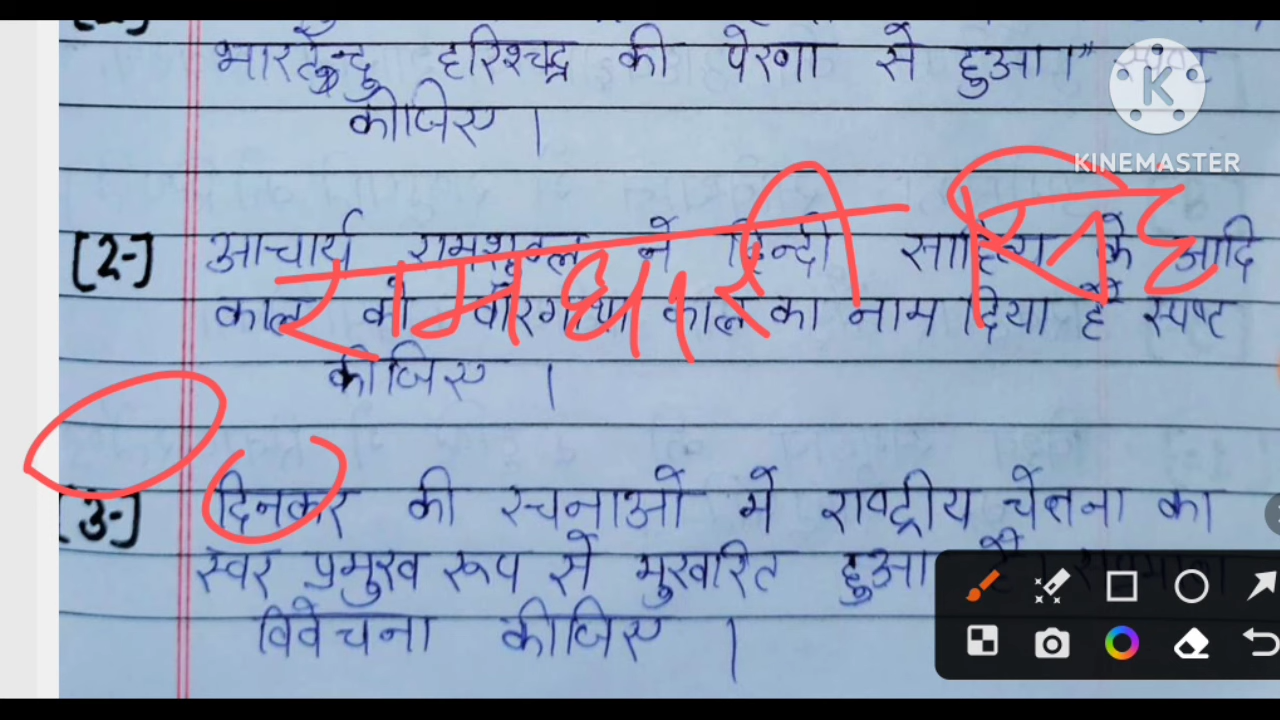 भारतेन्दु हरिश्चद्र की पेरणा से हुआ।"
कीजिए ।
KINEMASTER
[2-] आचार्य रामशुक्ल ने हिन्दी साहित्य के आदि
काल को वीरगाथा काल का नाम दिया है स्पष्ट
कीजिए ।
रामधारी सिंह
[3-] दिनकर की रचनाओं में राष्ट्रीय चेतना का
स्वर प्रमुख रूप से मुखरित हुआ है।
विवेचना कीजिए ।